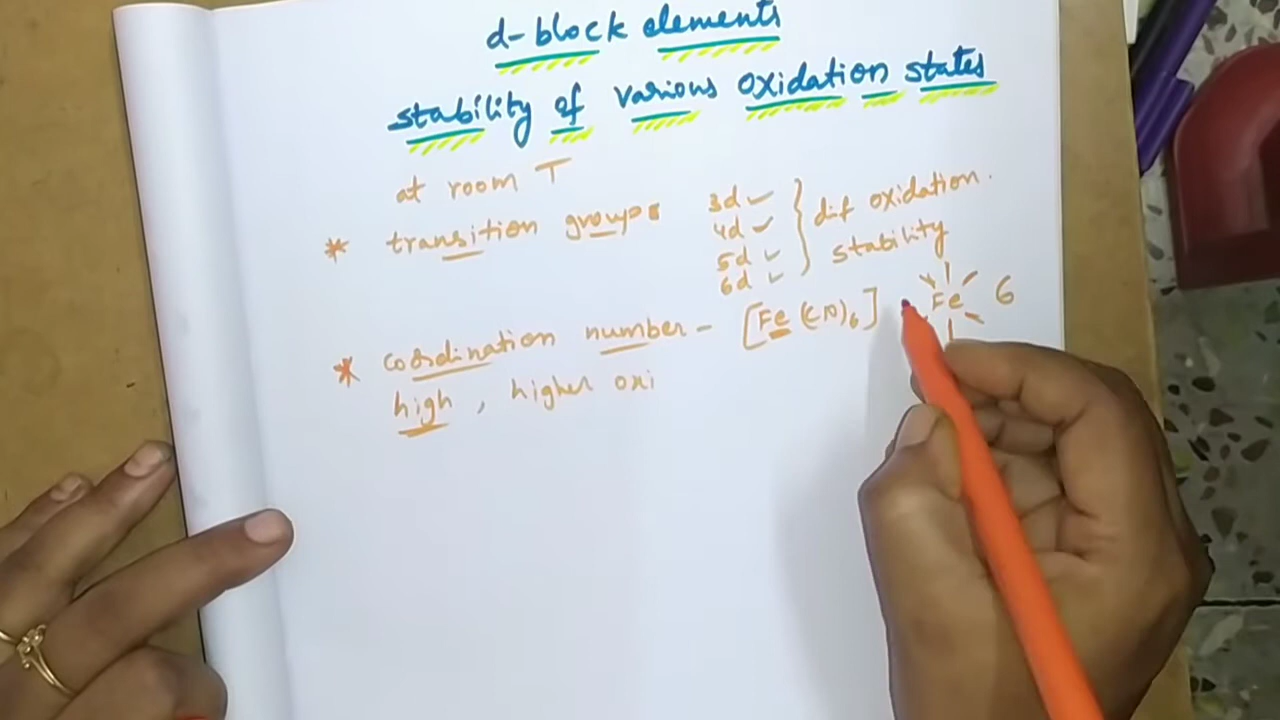 d-block elements
stability of various oxidation states
at room T
* transition groups
3d ✓
4d ✓
5d ✓
6d ✓
dif oxidation.
stability
* coordination number - [Fe (CN)6] Fe 6
high, higher oxi